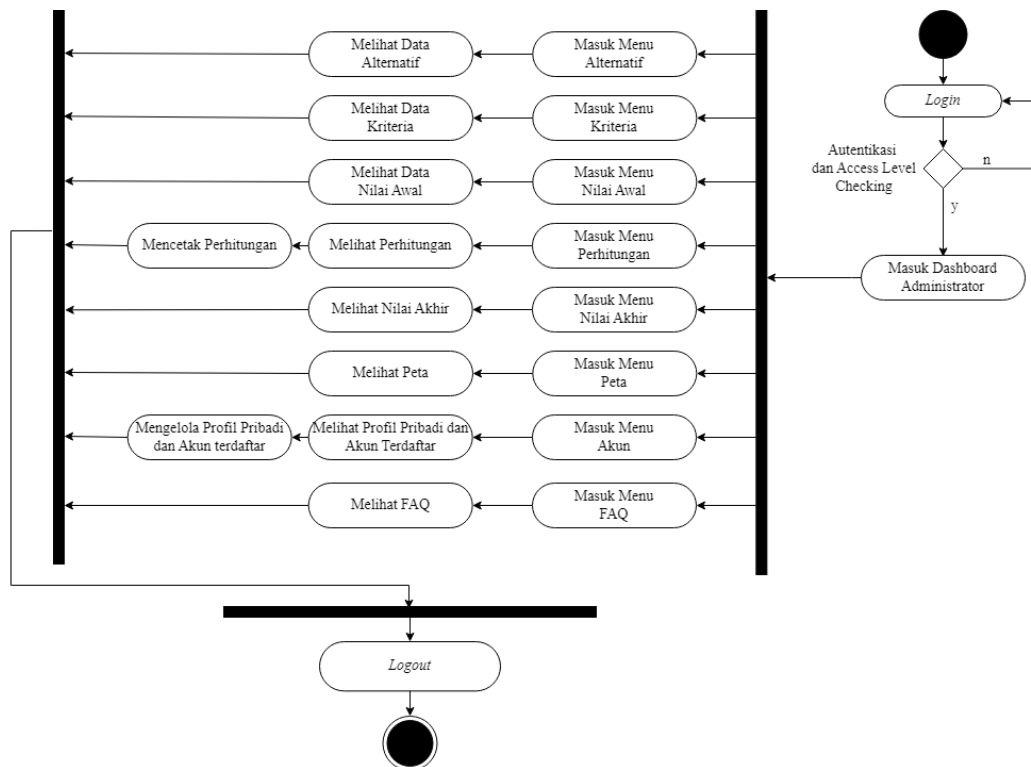 Login
Autentikasi
dan Access Level
Checking
n
y
Masuk Dashboard
Administrator
Masuk Menu
Alternatif
Melihat Data
Alternatif
Masuk Menu
Kriteria
Melihat Data
Kriteria
Masuk Menu
Nilai Awal
Melihat Data
Nilai Awal
Masuk Menu
Perhitungan
Melihat Perhitungan
Mencetak Perhitungan
Masuk Menu
Nilai Akhir
Melihat Nilai Akhir
Masuk Menu
Peta
Melihat Peta
Masuk Menu
Akun
Melihat Profil Pribadi dan
Akun Terdaftar
Mengelola Profil Pribadi
dan Akun terdaftar
Masuk Menu
FAQ
Melihat FAQ
Logout